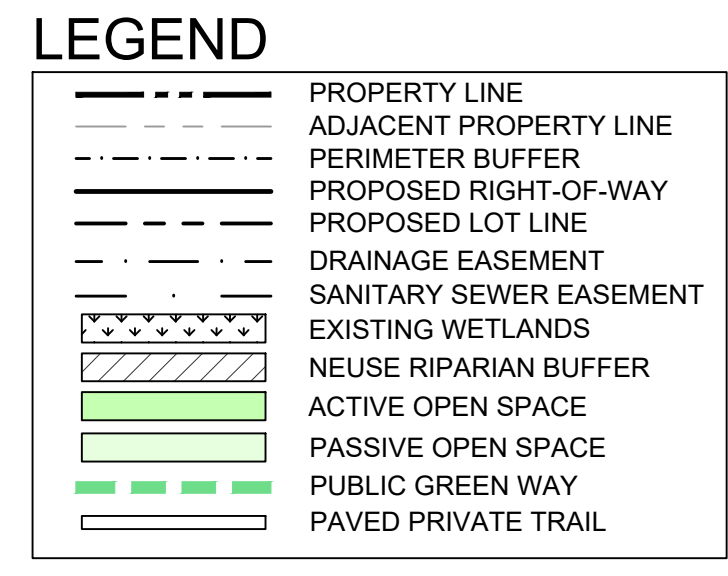 LEGEND
PROPERTY LINE
ADJACENT PROPERTY LINE
PERIMETER BUFFER
PROPOSED RIGHT-OF-WAY
PROPOSED LOT LINE
DRAINAGE EASEMENT
SANITARY SEWER EASEMENT
EXISTING WETLANDS
NEUSE RIPARIAN BUFFER
ACTIVE OPEN SPACE
PASSIVE OPEN SPACE
PUBLIC GREEN WAY
PAVED PRIVATE TRAIL